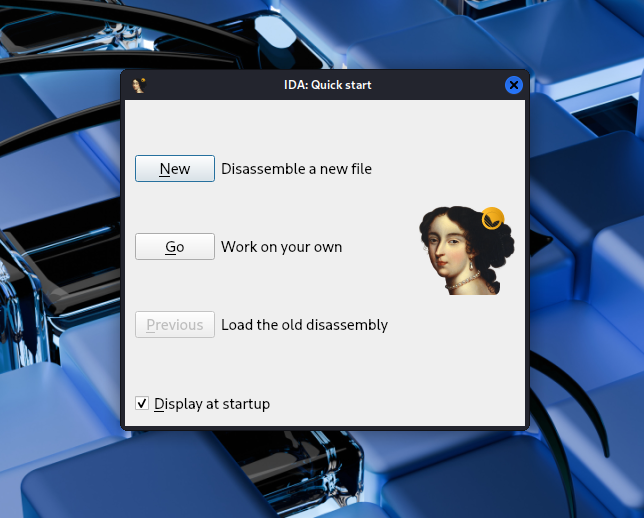 IDA: Quick start
New Disassemble a new file
Go Work on your own
Previous Load the old disassembly
Display at startup